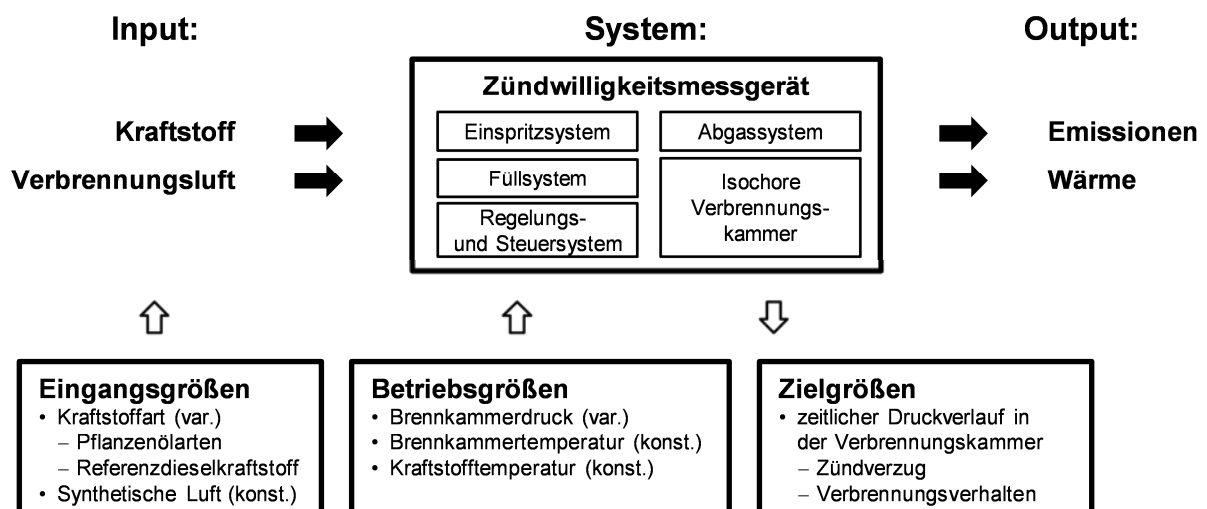 Input:
System:
Output:
Kraftstoff
Verbrennungsluft
Zündwilligkeitsmessgerät
Einspritzsystem
Füllsystem
Regelungs-
und Steuersystem
Abgassystem
Isochore
Verbrennungs-
kammer
Emissionen
Wärme
Eingangsgrößen
• Kraftstoffart (var.)
– Pflanzenölarten
– Referenzdieselkraftstoff
• Synthetische Luft (konst.)
Betriebsgrößen
• Brennkammerdruck (var.)
• Brennkammertemperatur (konst.)
• Kraftstofftemperatur (konst.)
Zielgrößen
• zeitlicher Druckverlauf in
der Verbrennungskammer
– Zündverzug
– Verbrennungsverhalten